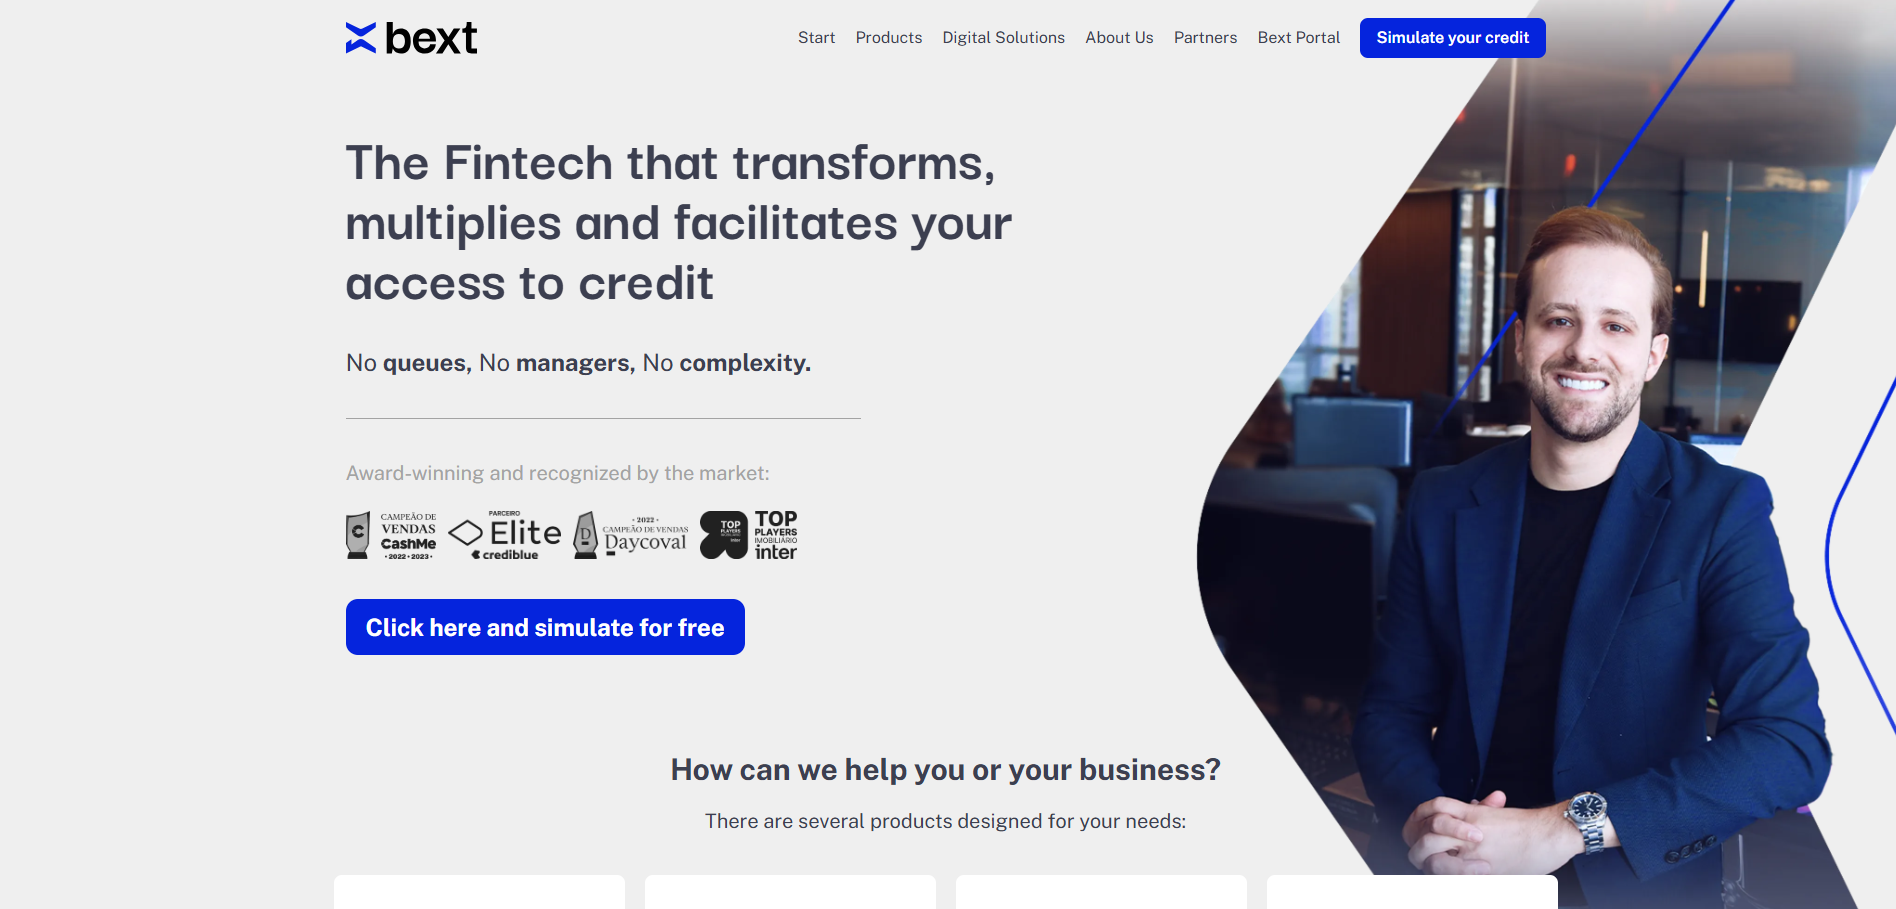 bext
Start Products Digital Solutions About Us Partners Bext Portal Simulate your credit
The Fintech that transforms,
multiplies and facilitates your
access to credit
No queues, No managers, No complexity.
Award-winning and recognized by the market:
C
CAMPEÃO DE
VENDAS
CashMe
• 2022 • 2023 •
PARCEIRO
Elite
crediblue
D
• 2022 •
CAMPEÃO DE VENDAS
Daycoval
TOP
PLAYERS
inter
TOP
PLAYERS
IMOBILIÁRIO
inter
Click here and simulate for free
How can we help you or your business?
There are several products designed for your needs: